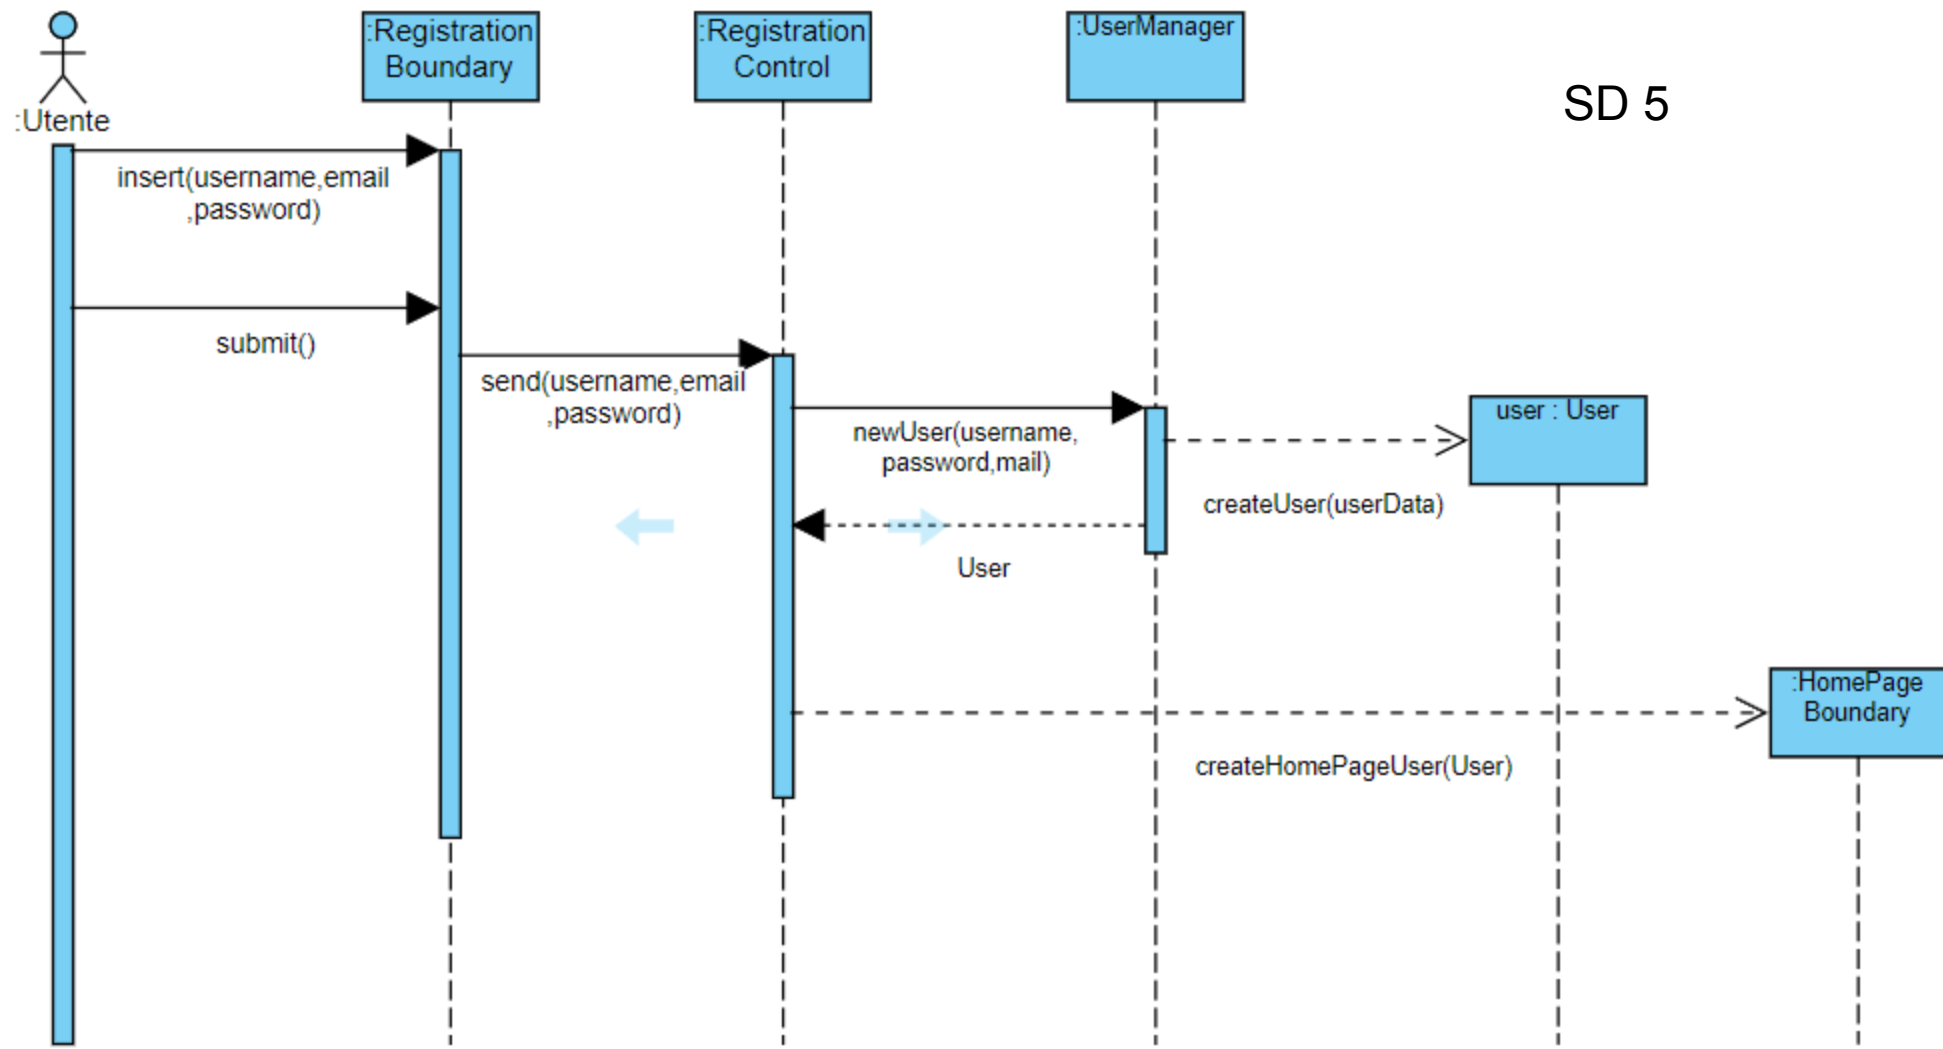 :Registration
Boundary
:Registration
Control
:UserManager
SD 5
:Utente
insert(username,email
,password)
submit()
send(username,email
,password)
newUser(username,
password,mail)
user : User
createUser(userData)
User
:HomePage
Boundary
createHomePageUser(User)